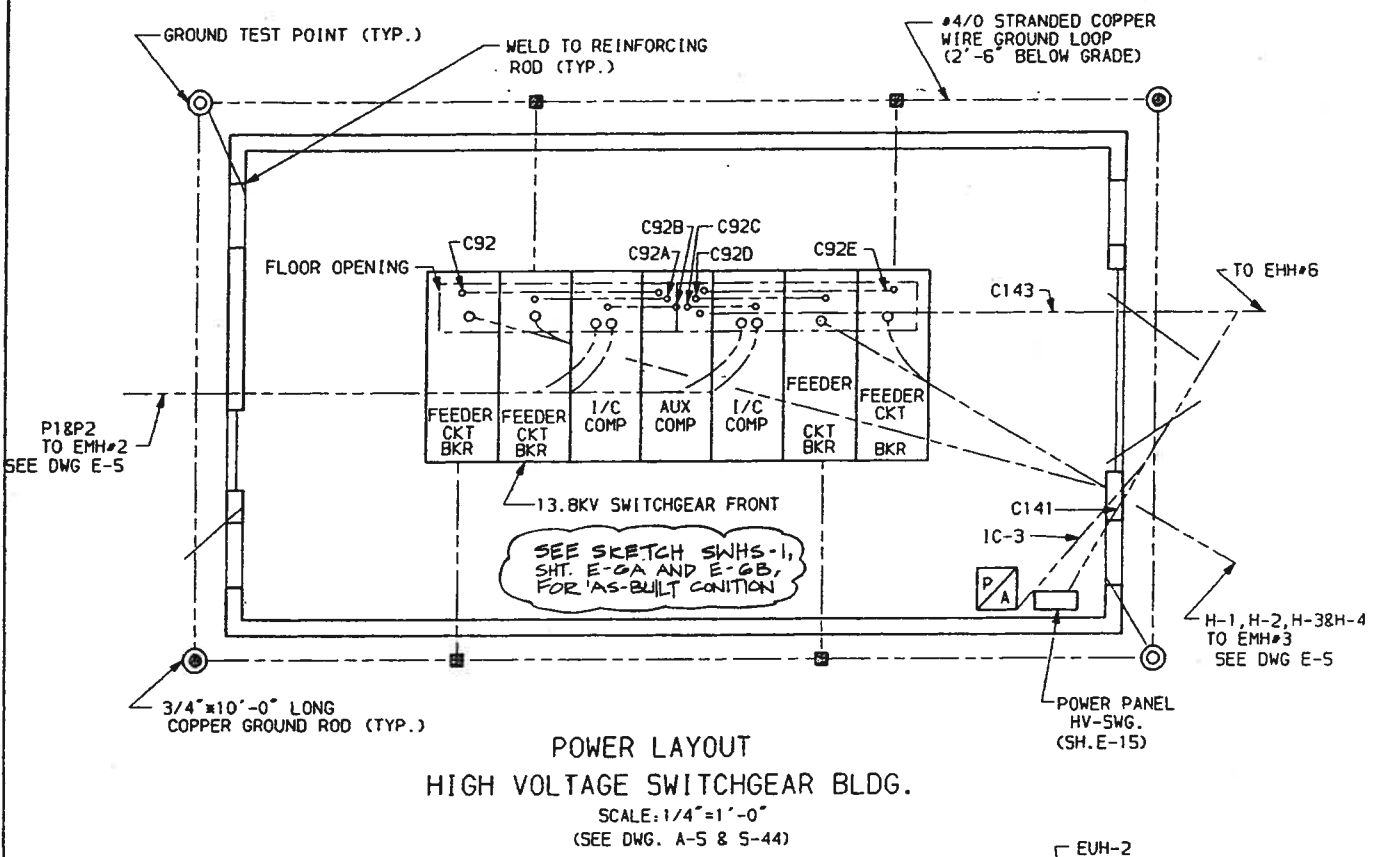 GROUND TEST POINT (TYP.)
WELD TO REINFORCING
ROD (TYP.)
#4/0 STRANDED COPPER
WIRE GROUND LOOP
(2'-6" BELOW GRADE)
C92
C92B
C92C
C92A
C92D
C92E
FLOOR OPENING
C143
TO EHH#6
P1&P2
TO EMH#2
SEE DWG E-5
FEEDER
CKT
BKR
FEEDER
CKT
BKR
I/C
COMP
AUX
COMP
I/C
COMP
FEEDER
CKT
BKR
FEEDER
CKT
BKR
13.8KV SWITCHGEAR FRONT
SEE SKETCH SWHS-1,
SHT. E-6A AND E-6B,
FOR 'AS-BUILT CONITION
C141
IC-3
P/A
H-1,H-2,H-3&H-4
TO EMH#3
SEE DWG E-5
3/4"x10'-0" LONG
COPPER GROUND ROD (TYP.)
POWER PANEL
HV-SWG.
(SH.E-15)
POWER LAYOUT
HIGH VOLTAGE SWITCHGEAR BLDG.
SCALE:1/4"=1'-0"
(SEE DWG. A-5 & S-44)
EUH-2